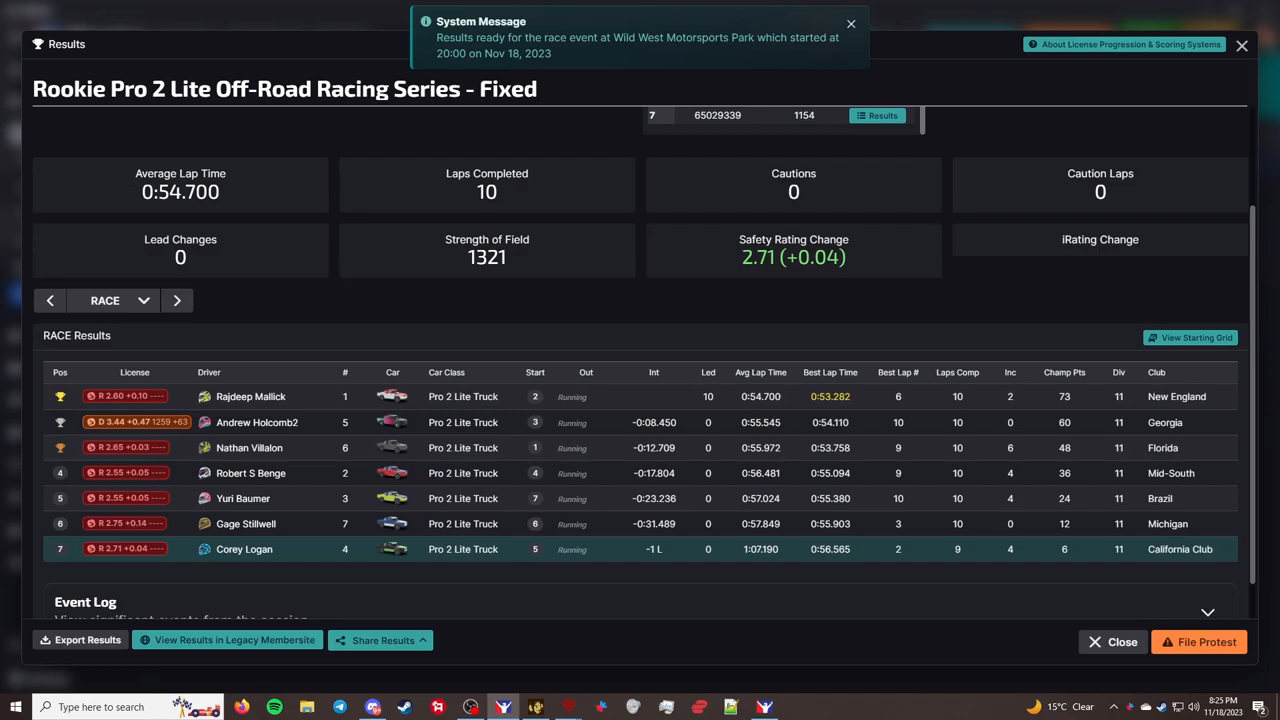 System Message
Results ready for the race event at Wild West Motorsports Park which started at
20:00 on Nov 18, 2023
Results
About License Progression & Scoring Systems
Rookie Pro 2 Lite Off-Road Racing Series - Fixed
7 65029339 1154 Results
Average Lap Time Laps Completed Cautions Caution Laps
0:54.700 10 0 0
Lead Changes Strength of Field Safety Rating Change iRating Change
0 1321 2.71 (+0.04)
RACE
RACE Results View Starting Grid
Pos License Driver # Car Car Class Start Out Int Led Avg Lap Time Best Lap Time Best Lap # Laps Comp Inc Champ Pts Div Club
R 2.60 +0.10 ---- Rajdeep Mallick 1 Pro 2 Lite Truck 2 Running 10 0:54.700 0:53.282 6 10 2 73 11 New England
D 3.44 +0.47 1259 +63 Andrew Holcomb2 5 Pro 2 Lite Truck 3 Running -0:08.450 0 0:55.545 0:54.110 10 10 0 60 11 Georgia
R 2.65 +0.03 ---- Nathan Villalon 6 Pro 2 Lite Truck 1 Running -0:12.709 0 0:55.972 0:53.758 9 10 6 48 11 Florida
4 R 2.55 +0.05 ---- Robert S Benge 2 Pro 2 Lite Truck 4 Running -0:17.804 0 0:56.481 0:55.094 9 10 4 36 11 Mid-South
5 R 2.55 +0.05 ---- Yuri Baumer 3 Pro 2 Lite Truck 7 Running -0:23.236 0 0:57.024 0:55.380 10 10 4 24 11 Brazil
6 R 2.75 +0.14 ---- Gage Stillwell 7 Pro 2 Lite Truck 6 Running -0:31.489 0 0:57.849 0:55.903 3 10 0 12 11 Michigan
7 R 2.71 +0.04 ---- Corey Logan 4 Pro 2 Lite Truck 5 Running -1 L 0 1:07.190 0:56.565 2 9 4 6 11 California Club
Event Log
View significant events from the session
Export Results View Results in Legacy Membersite Share Results Close File Protest
Type here to search 15°C Clear 8:25 PM
11/18/2023 2